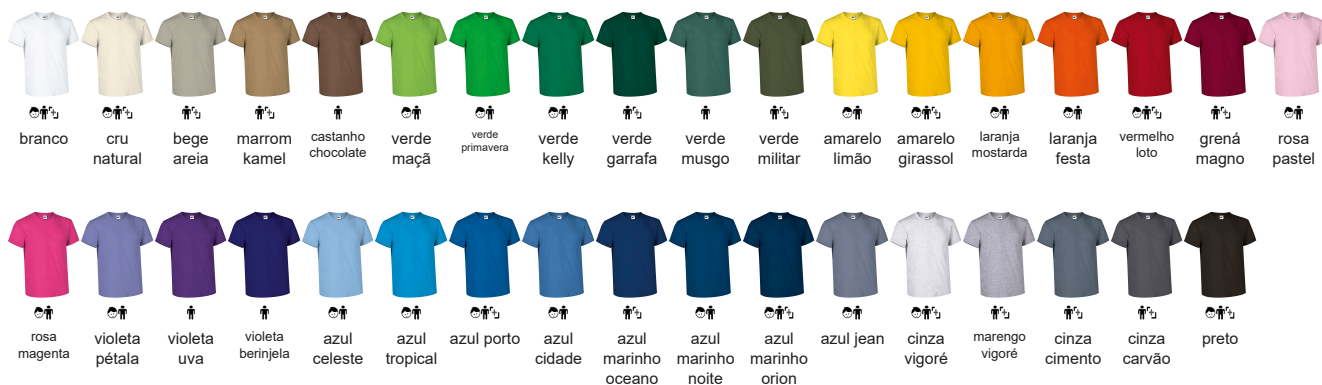 branco
cru
natural
bege
areia
marrom
kamel
castanho
chocolate
verde
maçã
verde
primavera
verde
kelly
verde
garrafa
verde
musgo
verde
militar
amarelo
limão
amarelo
girassol
laranja
mostarda
laranja
festa
vermelho
loto
grená
magno
rosa
pastel
rosa
magenta
violeta
pétala
violeta
uva
violeta
berinjela
azul
celeste
azul
tropical
azul porto
azul
cidade
azul
marinho
oceano
azul
marinho
noite
azul
marinho
orion
azul jean
cinza
vigoré
marengo
vigoré
cinza
cimento
cinza
carvão
preto